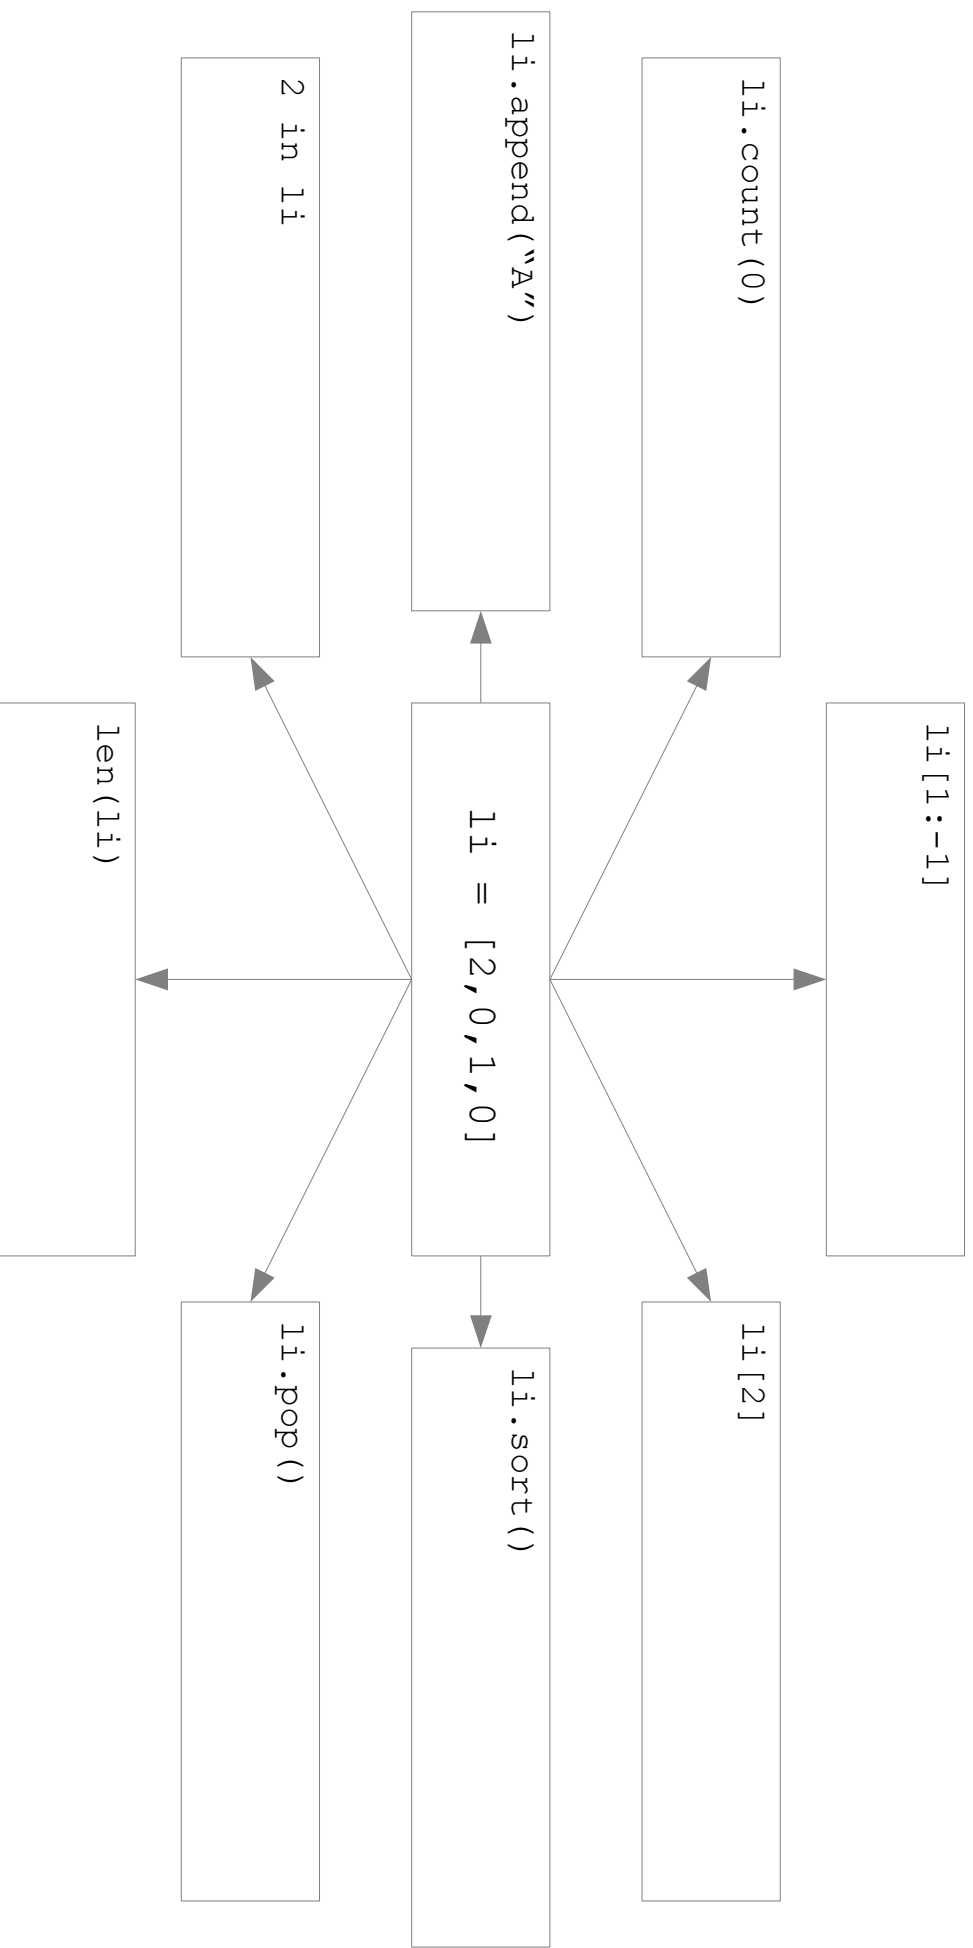 li[1:-1]
li.count(0)
li[2]
li.append(“A”)
li = [2,0,1,0]
li.sort()
2 in li
li.pop()
len(li)